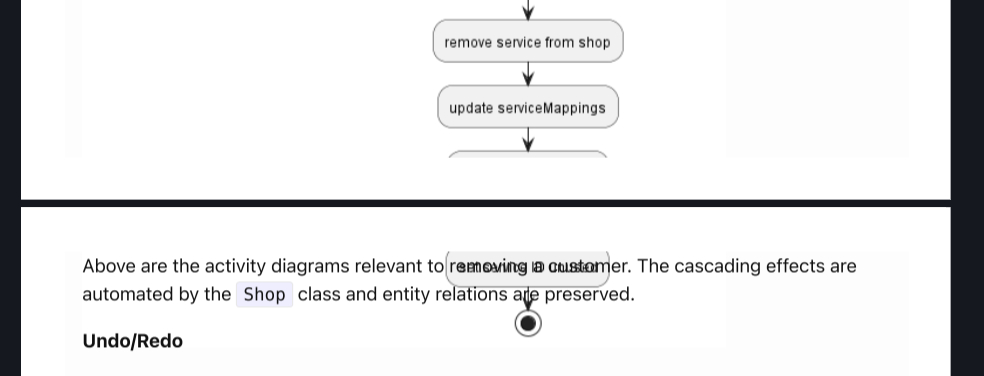 remove service from shop
update serviceMappings
Above are the activity diagrams relevant to removing a customer. The cascading effects are
automated by the Shop class and entity relations are preserved.
Undo/Redo